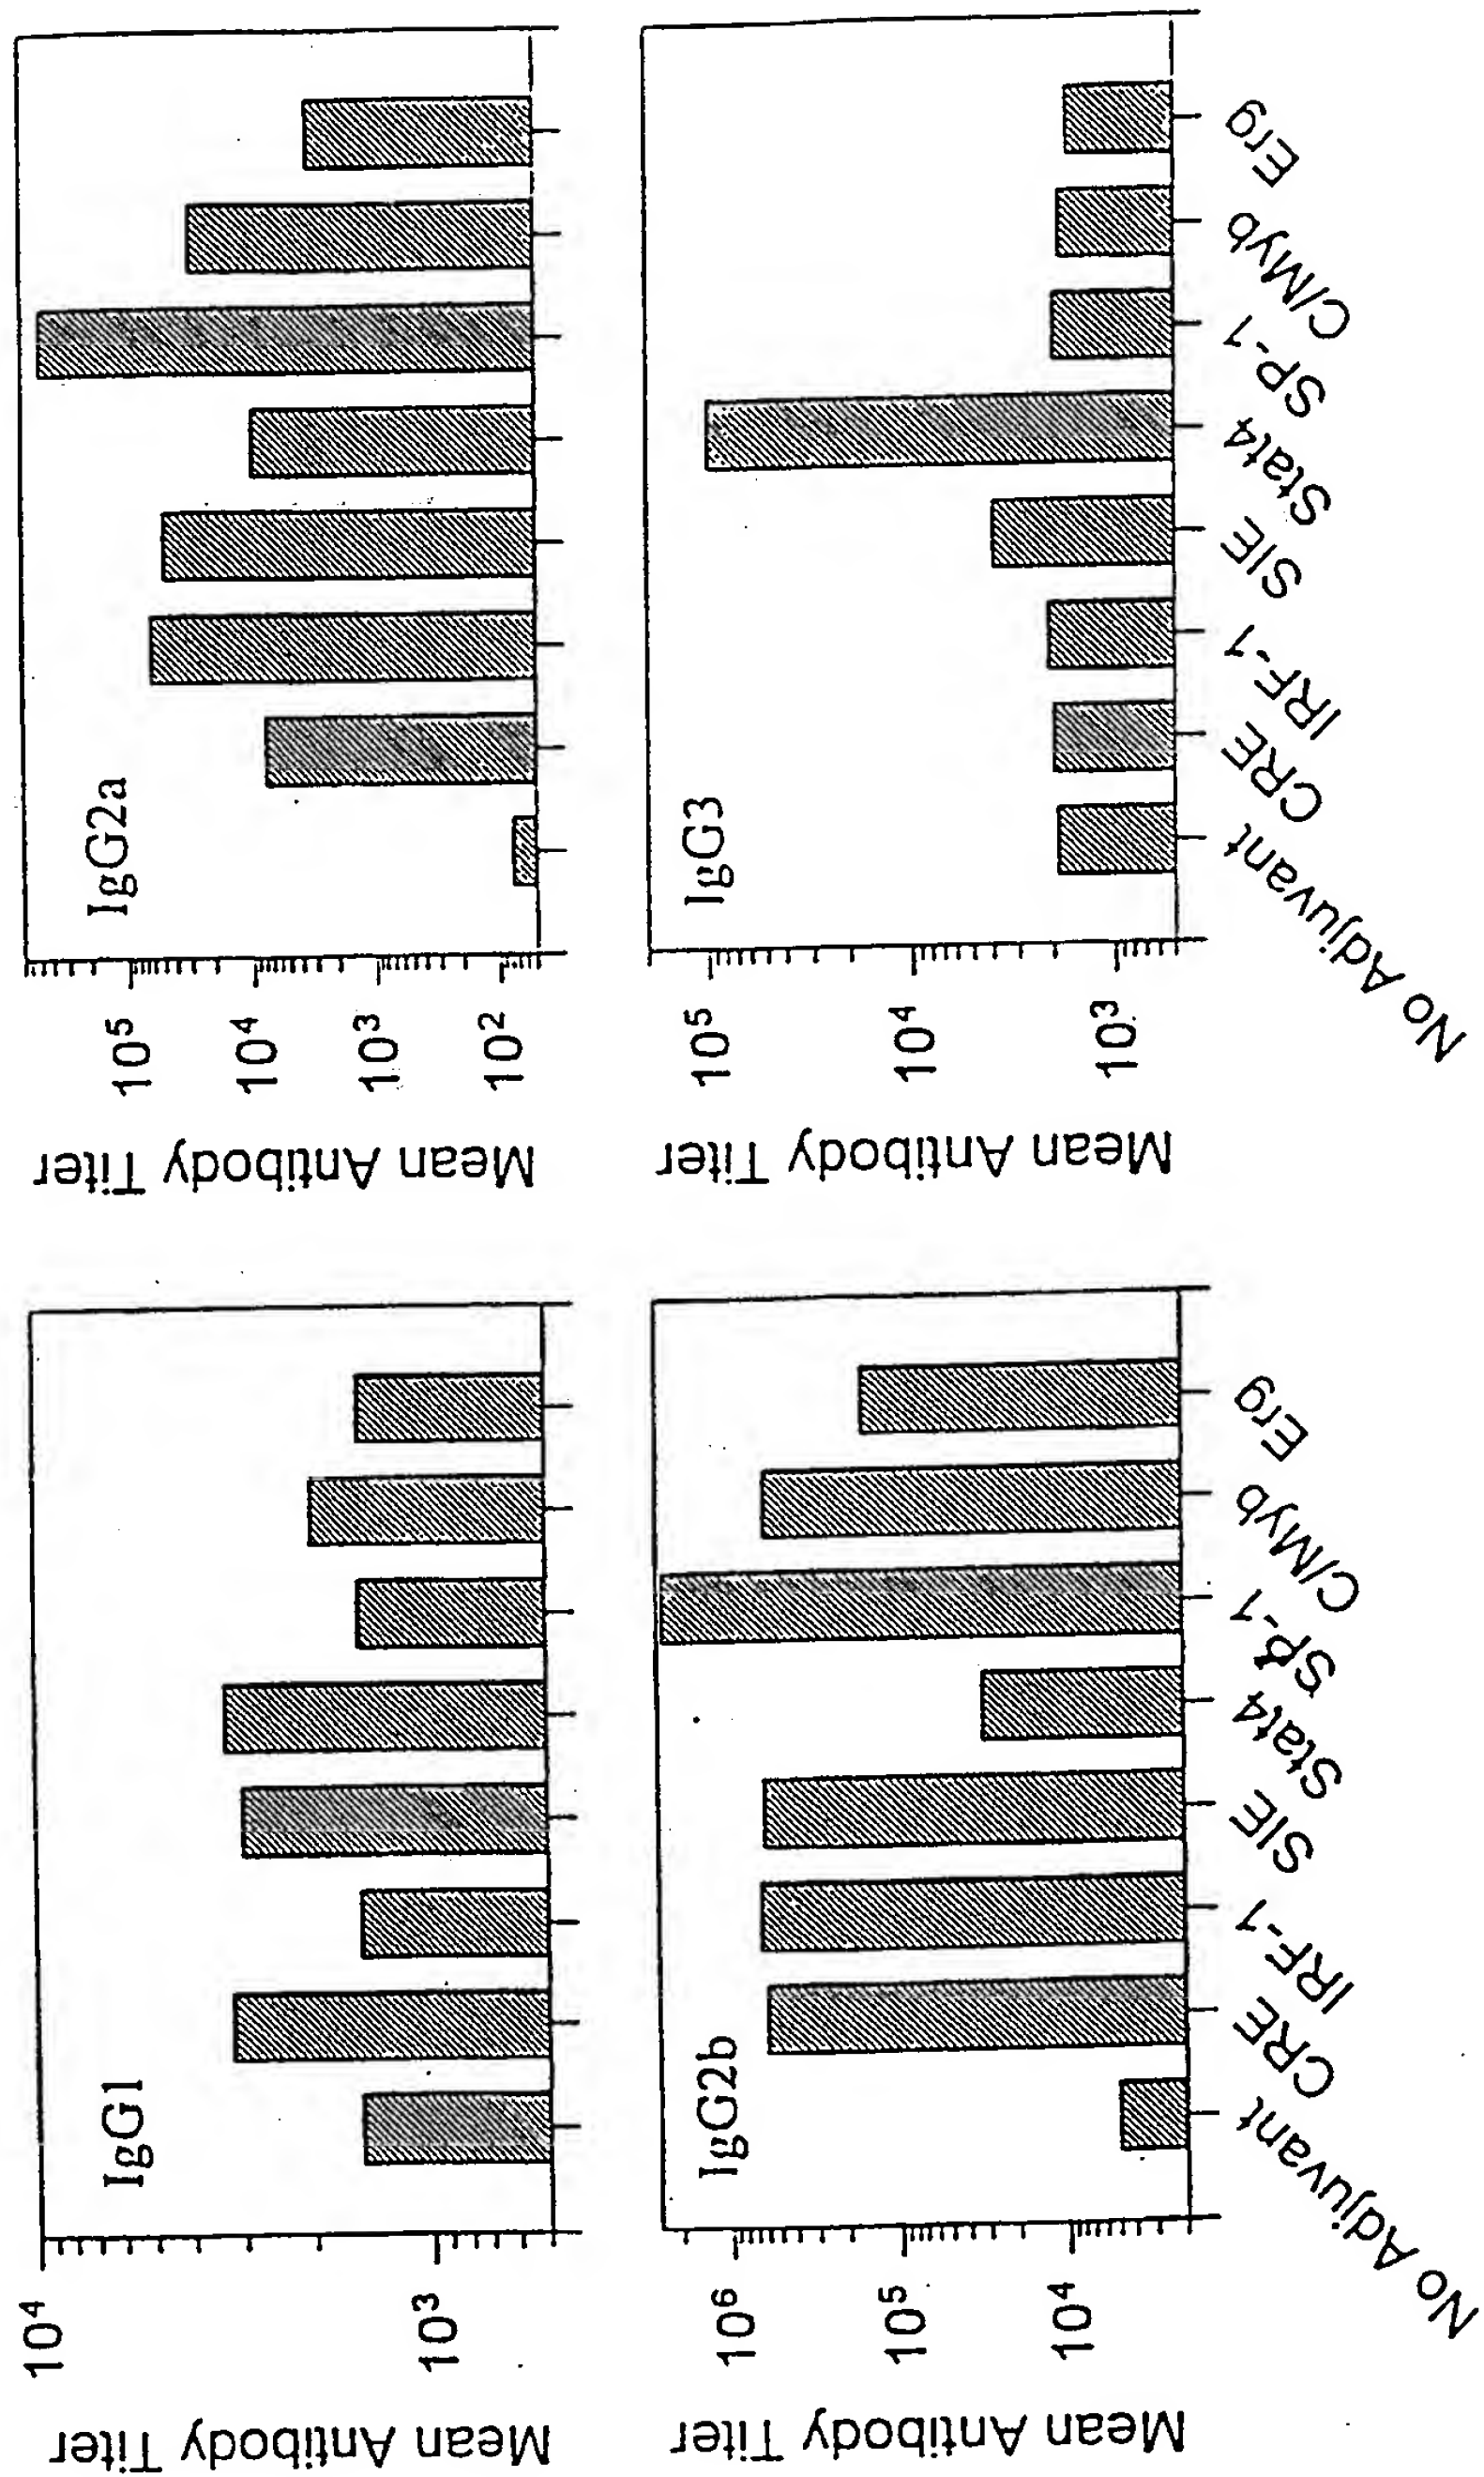 IgG1
10⁴
10³
Mean Antibody Titer
IgG2a
10⁵
10⁴
10³
10²
Mean Antibody Titer
IgG2b
10⁶
10⁵
10⁴
Mean Antibody Titer
No Adjuvant
CRE
IRF-1
SIE
Stat4
SP-1
C/Myb
Erg
IgG3
10⁵
10⁴
10³
Mean Antibody Titer
No Adjuvant
CRE
IRF-1
SIE
Stat4
SP-1
C/Myb
Erg